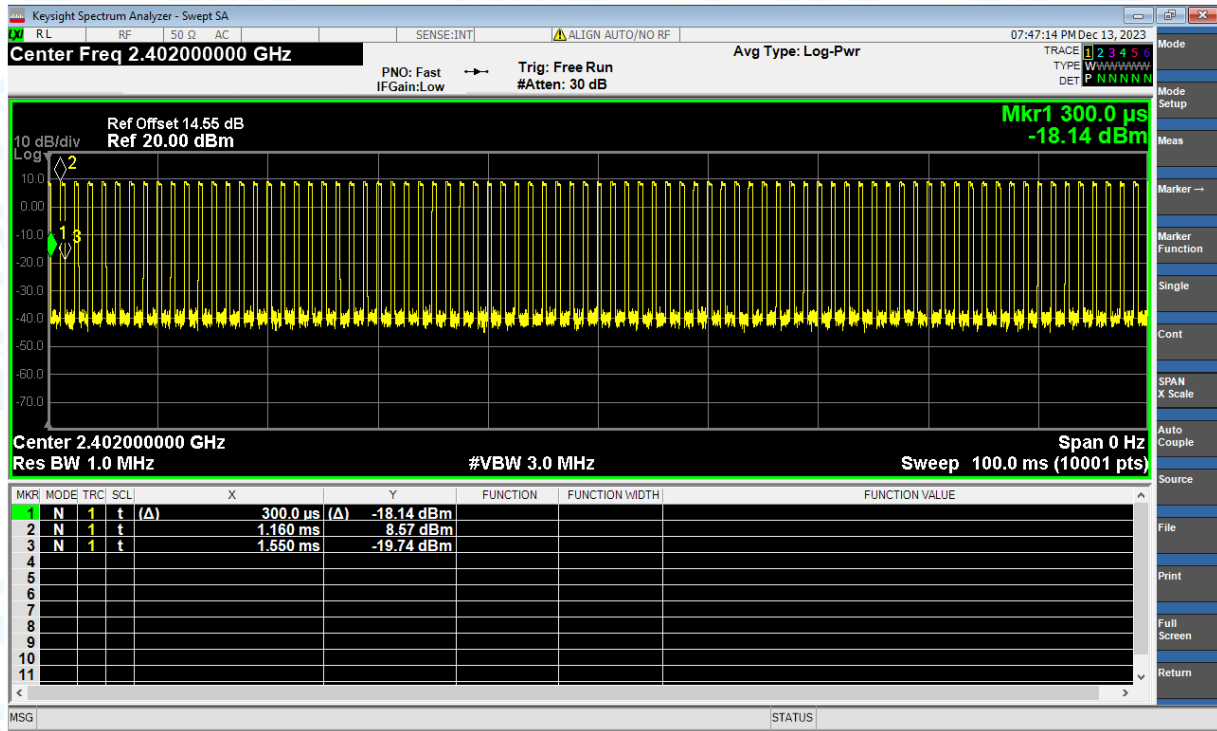 Keysight Spectrum Analyzer - Swept SA
LXI RL RF 50 Ω AC SENSE:INT ALIGN AUTO/NO RF 07:47:14 PM Dec 13, 2023
Center Freq 2.402000000 GHz Avg Type: Log-Pwr TRACE 1 2 3 4 5 6
PNO: Fast Trig: Free Run TYPE WWWWWW
IFGain:Low #Atten: 30 dB DET P N N N N N
Mkr1 300.0 µs
Ref Offset 14.55 dB -18.14 dBm
10 dB/div Ref 20.00 dBm
Log
2
10.0
0.00
-10.0 1 3
-20.0
-30.0
-40.0
-50.0
-60.0
-70.0
Center 2.402000000 GHz Span 0 Hz
Res BW 1.0 MHz #VBW 3.0 MHz Sweep 100.0 ms (10001 pts)
MKR MODE TRC SCL X Y FUNCTION FUNCTION WIDTH FUNCTION VALUE
1 N 1 t (Δ) 300.0 µs (Δ) -18.14 dBm
2 N 1 t 1.160 ms 8.57 dBm
3 N 1 t 1.550 ms -19.74 dBm
4
5
6
7
8
9
10
11
MSG STATUS
Mode
Mode
Setup
Meas
Marker →
Marker
Function
Single
Cont
SPAN
X Scale
Auto
Couple
Source
File
Print
Full
Screen
Return